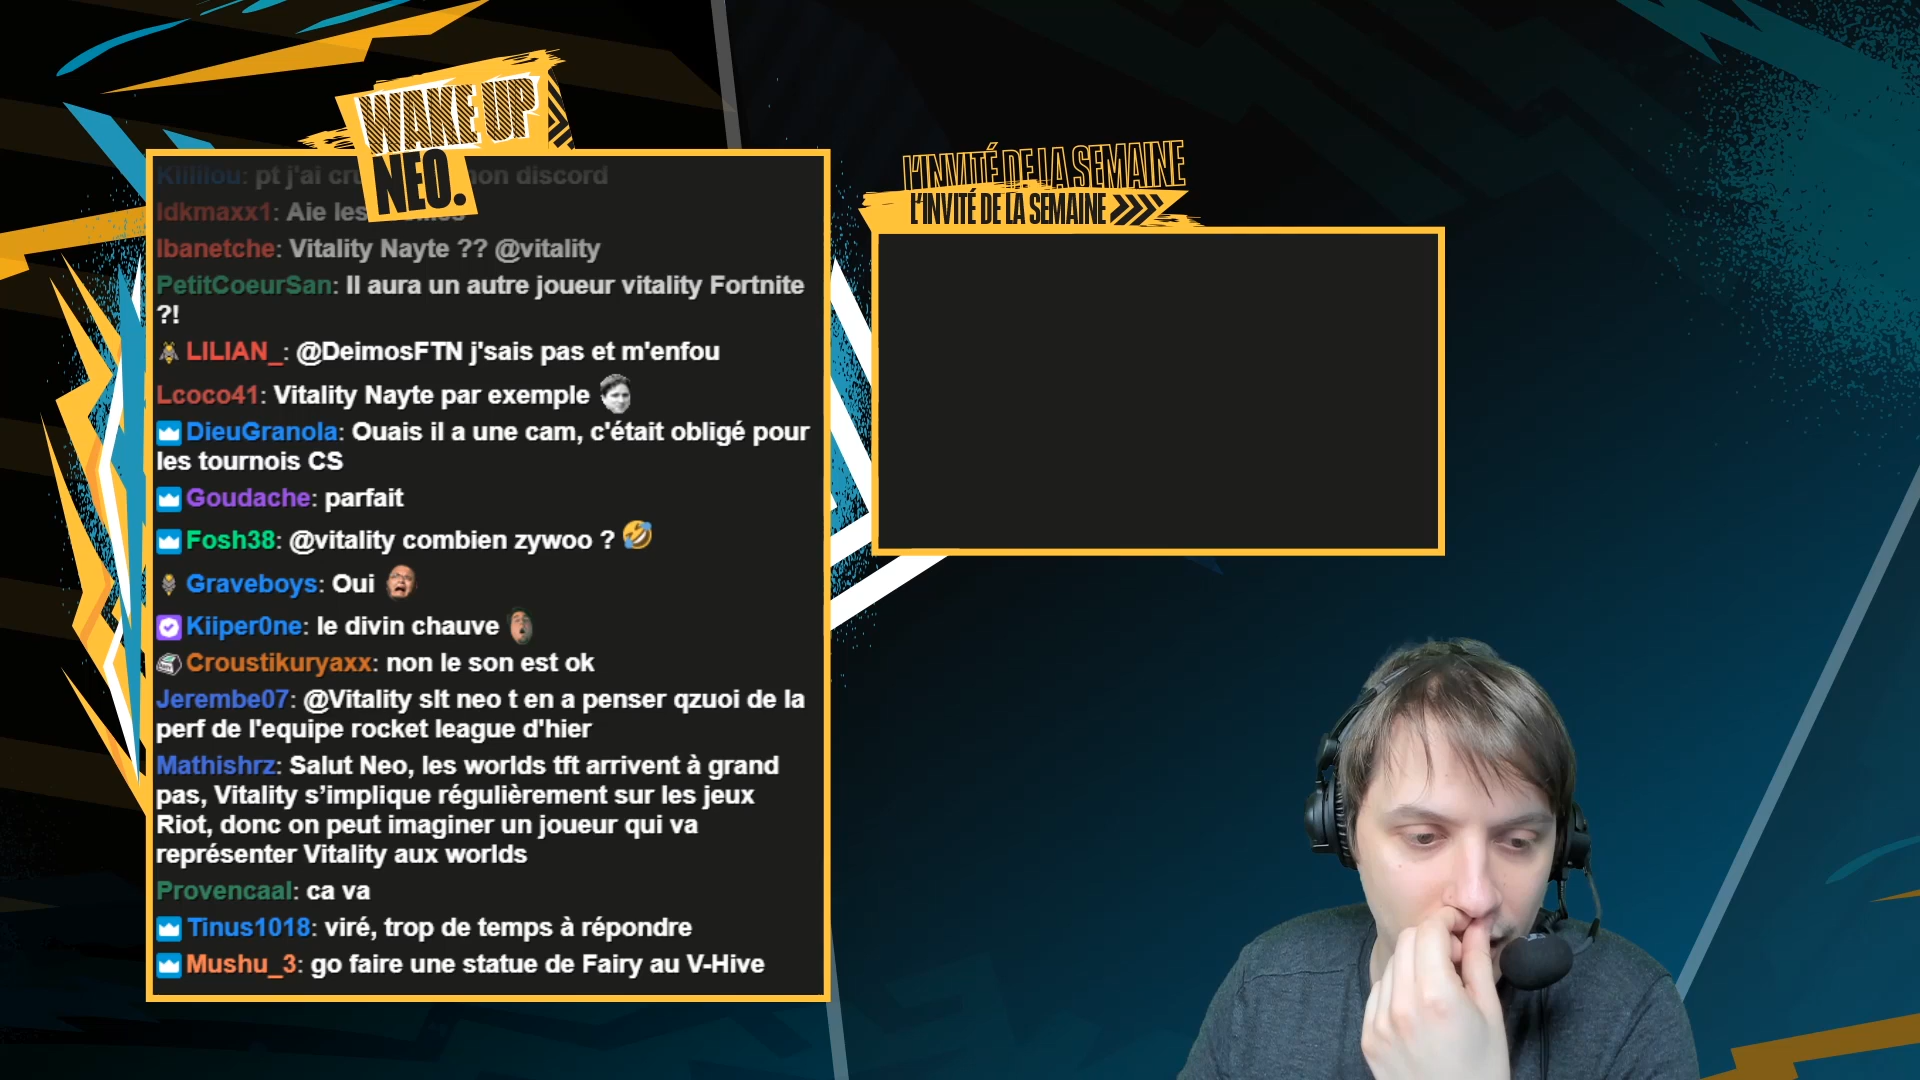 WAKE UP
NEO.
Kiiiilou: pt j'ai cru mon discord
Idkmaxx1: Aie les
Ibanetche: Vitality Nayte ?? @vitality
PetitCoeurSan: Il aura un autre joueur vitality Fortnite
?!
LILIAN_: @DeimosFTN j'sais pas et m'enfou
Lcoco41: Vitality Nayte par exemple
DieuGranola: Ouais il a une cam, c'était obligé pour
les tournois CS
Goudache: parfait
Fosh38: @vitality combien zywoo ? 🤣
Graveboys: Oui
Kiiper0ne: le divin chauve
Croustikuryaxx: non le son est ok
Jerembe07: @Vitality slt neo t en a penser qzuoi de la
perf de l'equipe rocket league d'hier
Mathishrz: Salut Neo, les worlds tft arrivent à grand
pas, Vitality s’implique régulièrement sur les jeux
Riot, donc on peut imaginer un joueur qui va
représenter Vitality aux worlds
Provencaal: ca va
Tinus1018: viré, trop de temps à répondre
Mushu_3: go faire une statue de Fairy au V-Hive
L'INVITÉ DE LA SEMAINE
L'INVITÉ DE LA SEMAINE